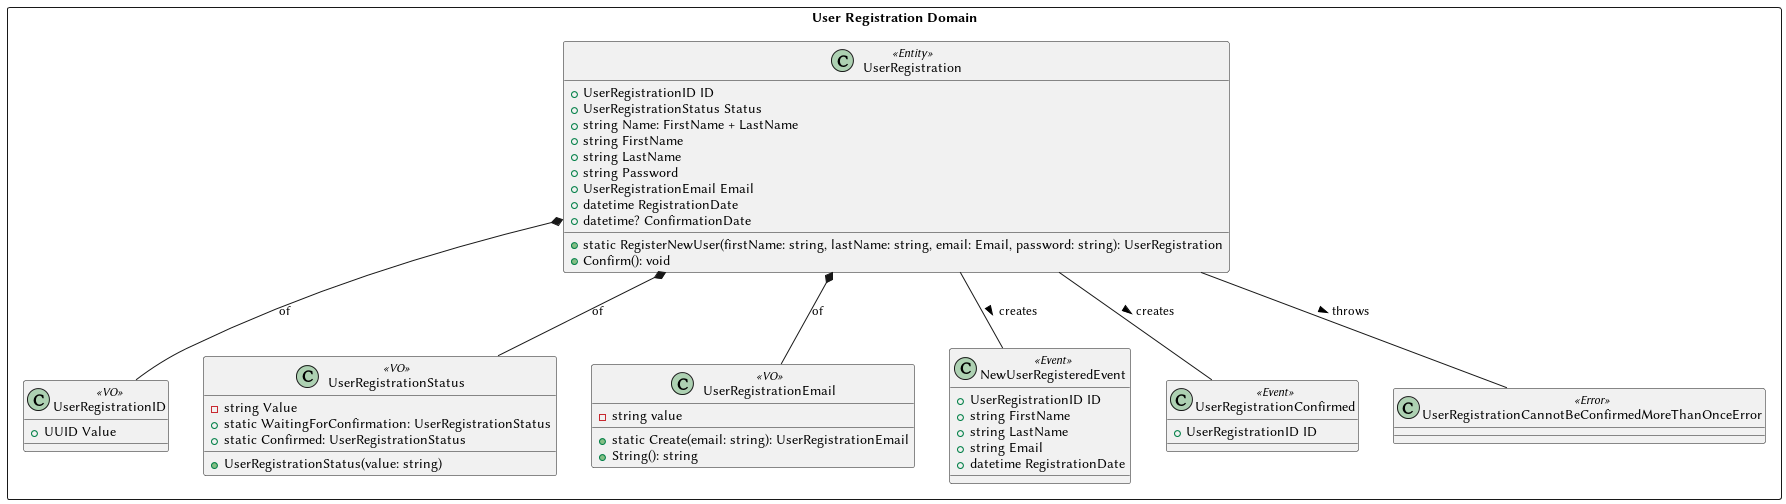 User Registration Domain
C
«Entity»
UserRegistration
UserRegistrationID ID
UserRegistrationStatus Status
string Name: FirstName + LastName
string FirstName
string LastName
string Password
UserRegistrationEmail Email
datetime RegistrationDate
datetime? ConfirmationDate
static RegisterNewUser(firstName: string, lastName: string, email: Email, password: string): UserRegistration
Confirm(): void
of
of
of
creates
creates
throws
C
«VO»
UserRegistrationID
UUID Value
C
«VO»
UserRegistrationStatus
string Value
static WaitingForConfirmation: UserRegistrationStatus
static Confirmed: UserRegistrationStatus
UserRegistrationStatus(value: string)
C
«VO»
UserRegistrationEmail
string value
static Create(email: string): UserRegistrationEmail
String(): string
C
«Event»
NewUserRegisteredEvent
UserRegistrationID ID
string FirstName
string LastName
string Email
datetime RegistrationDate
C
«Event»
UserRegistrationConfirmed
UserRegistrationID ID
C
«Error»
UserRegistrationCannotBeConfirmedMoreThanOnceError